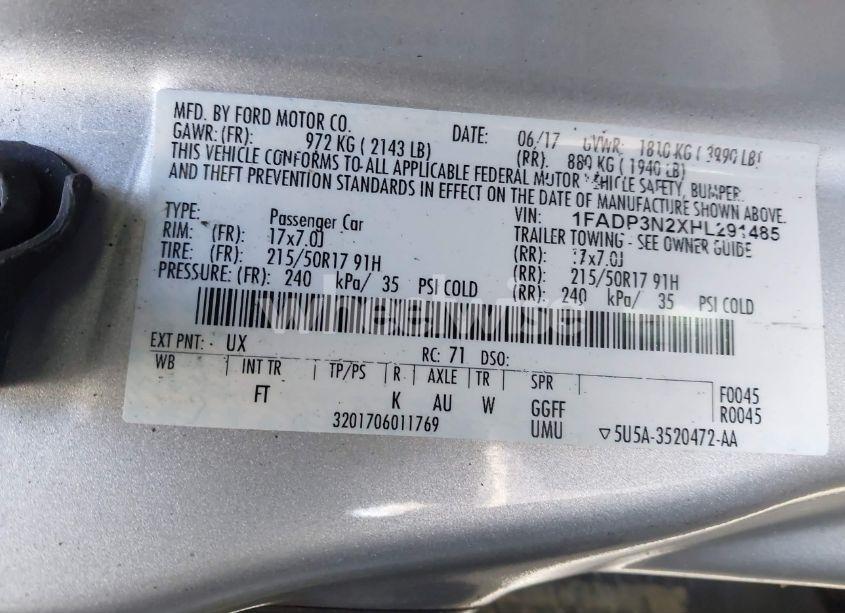 MFD. BY FORD MOTOR CO. DATE: 06/17 GVWR: 1810 KG ( 3990 LB)
GAWR: (FR): 972 KG ( 2143 LB) (RR): 880 KG ( 1940 LB)
THIS VEHICLE CONFORMS TO ALL APPLICABLE FEDERAL MOTOR VEHICLE SAFETY, BUMPER,
AND THEFT PREVENTION STANDARDS IN EFFECT ON THE DATE OF MANUFACTURE SHOWN ABOVE.
VIN: 1FADP3N2XHL291485
TYPE: Passenger Car TRAILER TOWING - SEE OWNER GUIDE
RIM: (FR): 17x7.0J (RR): 17x7.0J
TIRE: (FR): 215/50R17 91H (RR): 215/50R17 91H
PRESSURE: (FR): 240 kPa/ 35 PSI COLD (RR): 240 kPa/ 35 PSI COLD
wheelwise
EXT PNT: UX RC: 71 DSO:
WB INT TR TP/PS R AXLE TR SPR F0045
FT K AU W GGFF R0045
3201706011769 UMU ▽5U5A-3520472-AA